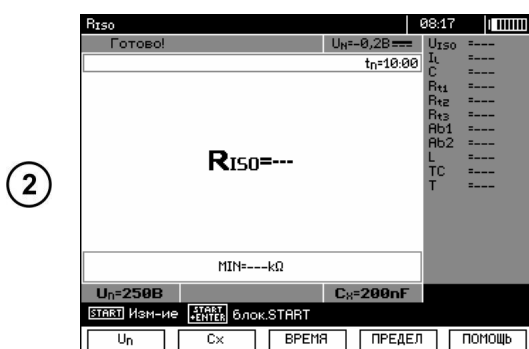 RISO 08:17
Готово! UN=-0,2В
tn=10:00
UISO =---
IL =---
C =---
Rt1 =---
Rt2 =---
Rt3 =---
Ab1 =---
Ab2 =---
L =---
TC =---
T =---
2
RISO=---
MIN=---kΩ
Un=250В CX=200nF
START Изм-ие START +ENTER блок.START
Un Cx ВРЕМЯ ПРЕДЕЛ ПОМОЩЬ